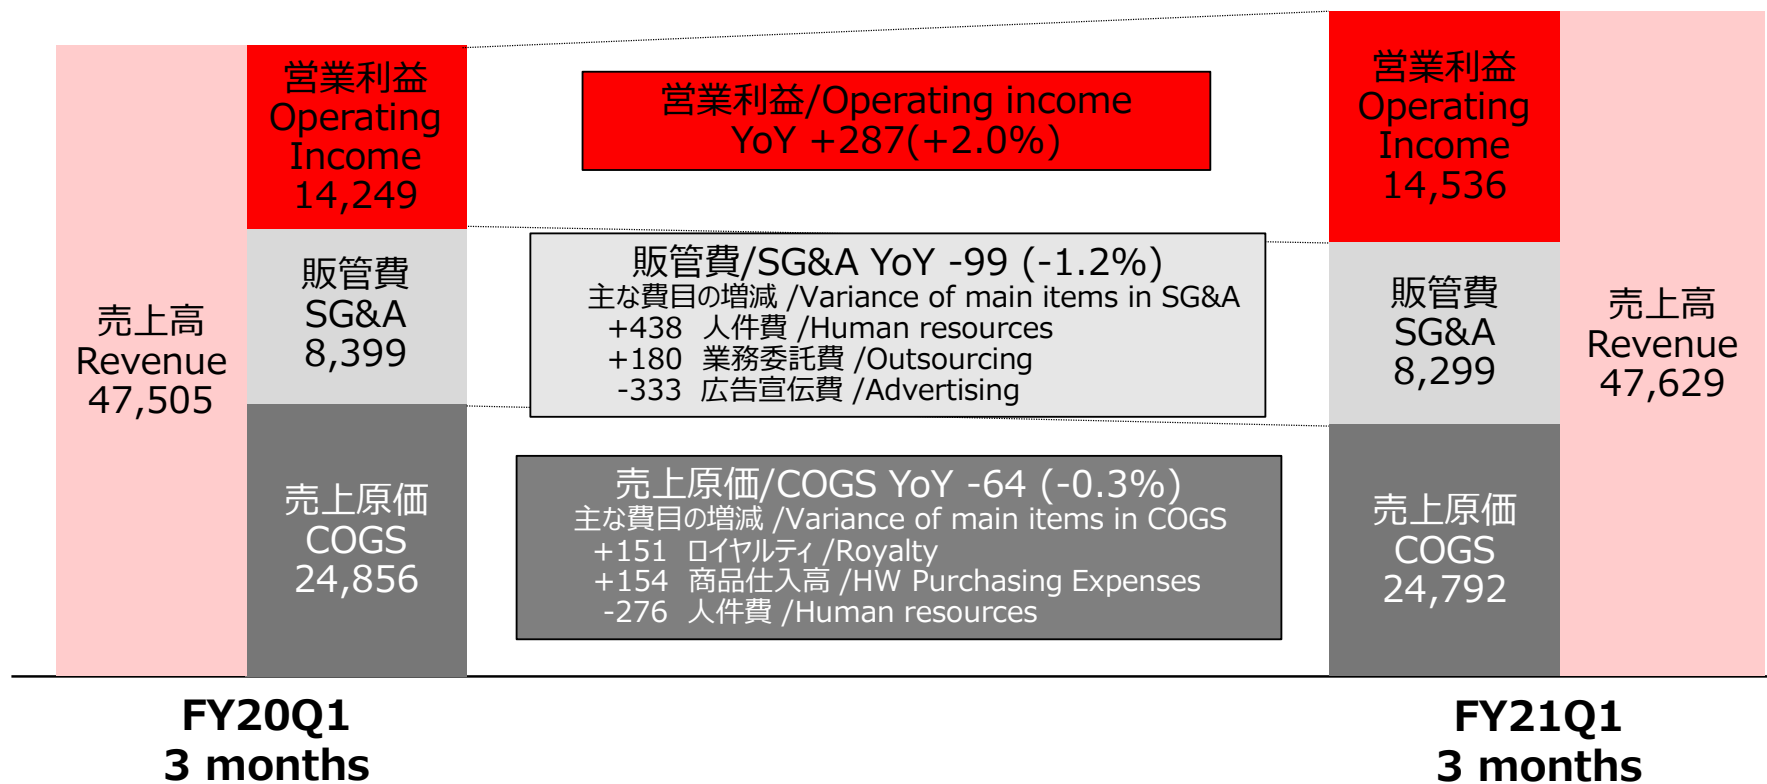 売上高
Revenue
47,505
営業利益
Operating
Income
14,249
販管費
SG&A
8,399
売上原価
COGS
24,856
営業利益/Operating income
YoY +287(+2.0%)
販管費/SG&A YoY -99 (-1.2%)
主な費目の増減 /Variance of main items in SG&A
+438 人件費 /Human resources
+180 業務委託費 /Outsourcing
-333 広告宣伝費 /Advertising
売上原価/COGS YoY -64 (-0.3%)
主な費目の増減 /Variance of main items in COGS
+151 ロイヤルティ /Royalty
+154 商品仕入高 /HW Purchasing Expenses
-276 人件費 /Human resources
営業利益
Operating
Income
14,536
販管費
SG&A
8,299
売上原価
COGS
24,792
売上高
Revenue
47,629
FY20Q1
3 months
FY21Q1
3 months